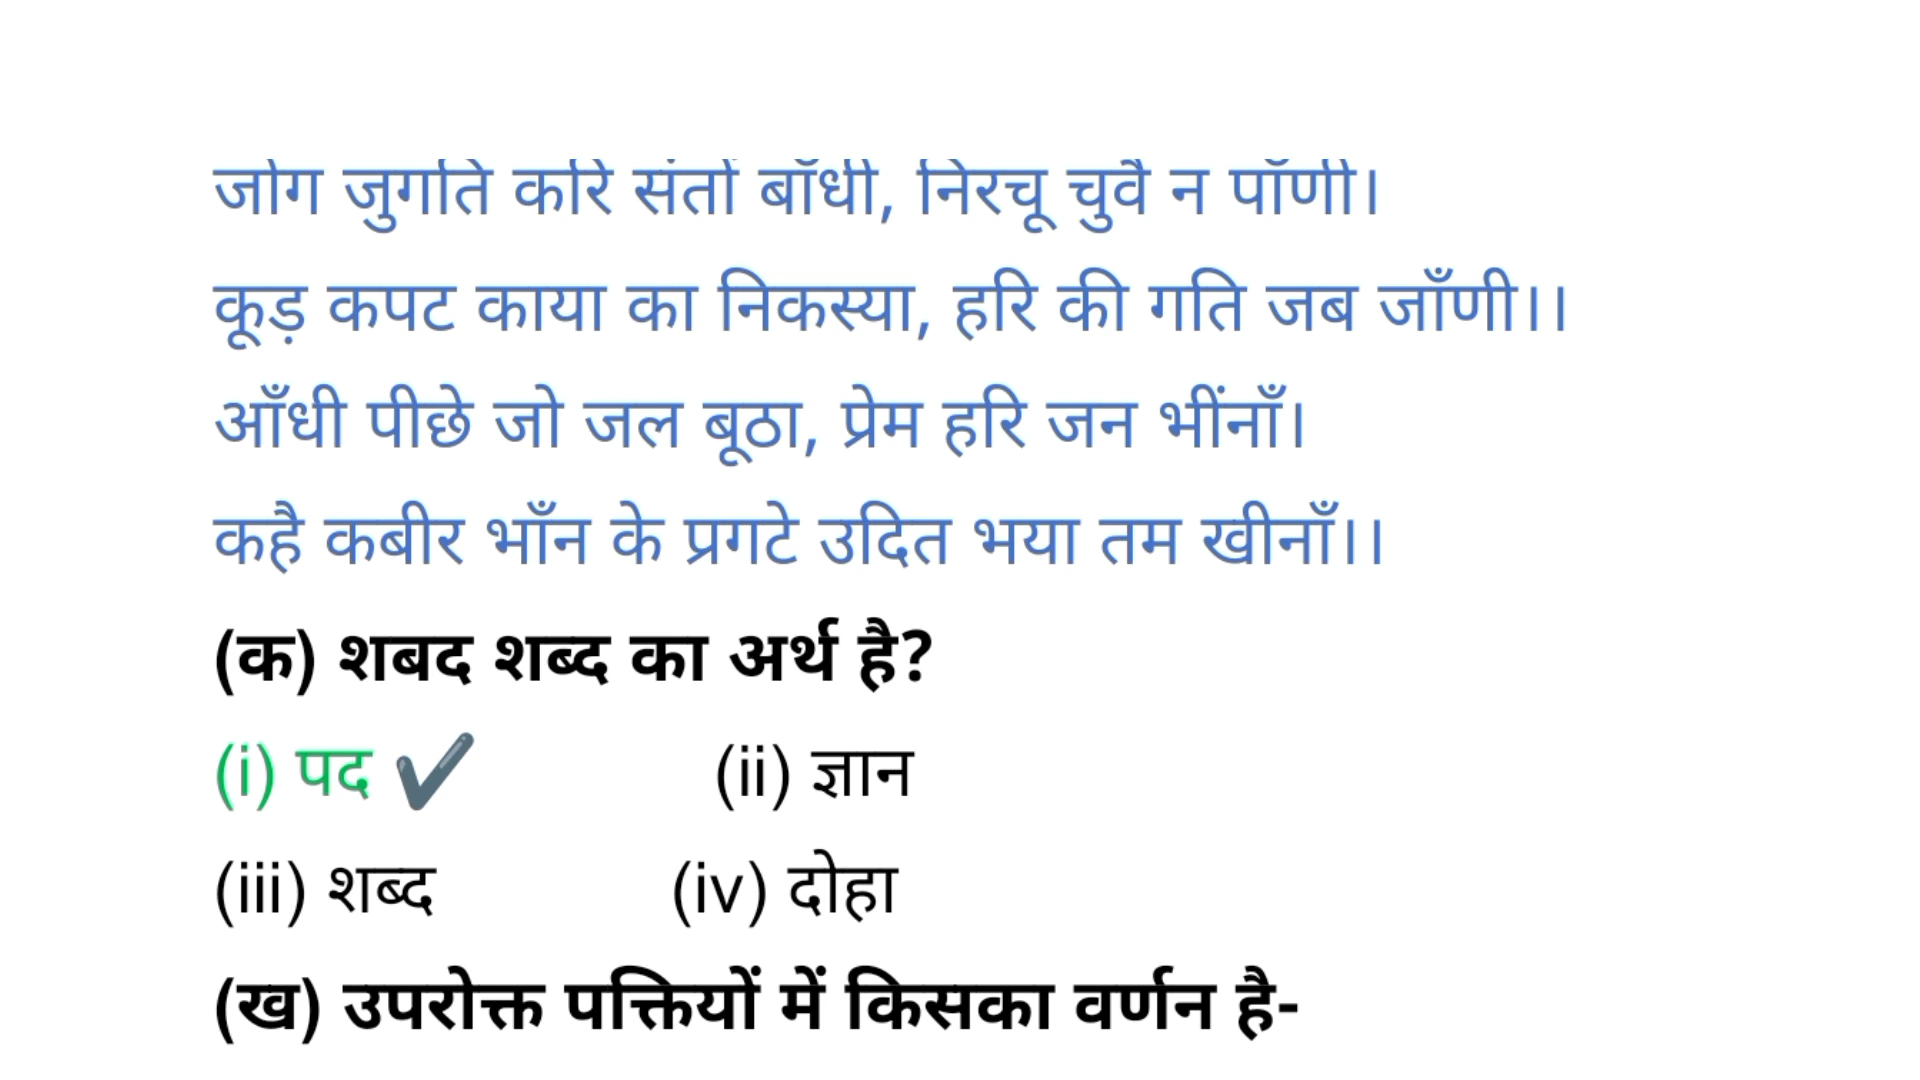 जोग जुगति करि संतों बाँधी, निरचू चुवै न पाँणी।
कूड़ कपट काया का निकस्या, हरि की गति जब जाँणी।।
आँधी पीछे जो जल बूठा, प्रेम हरि जन भींनाँ।
कहै कबीर भाँन के प्रगटे उदित भया तम खीनाँ।।
(क) शबद शब्द का अर्थ है?
(i) पद ✔ (ii) ज्ञान
(iii) शब्द (iv) दोहा
(ख) उपरोक्त पक्तियों में किसका वर्णन है-